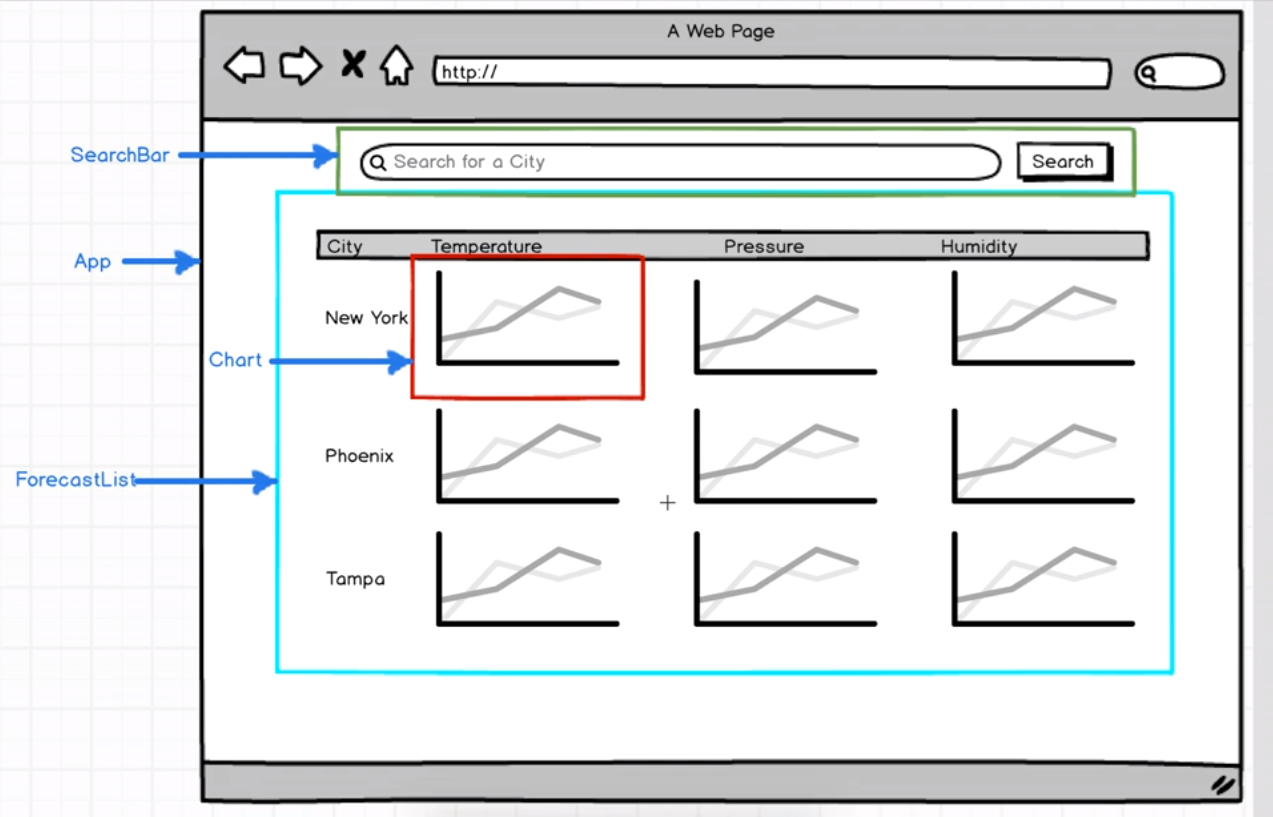 A Web Page
http://
SearchBar
Search for a City
Search
App
City Temperature Pressure Humidity
New York
Chart
Phoenix
ForecastList
Tampa